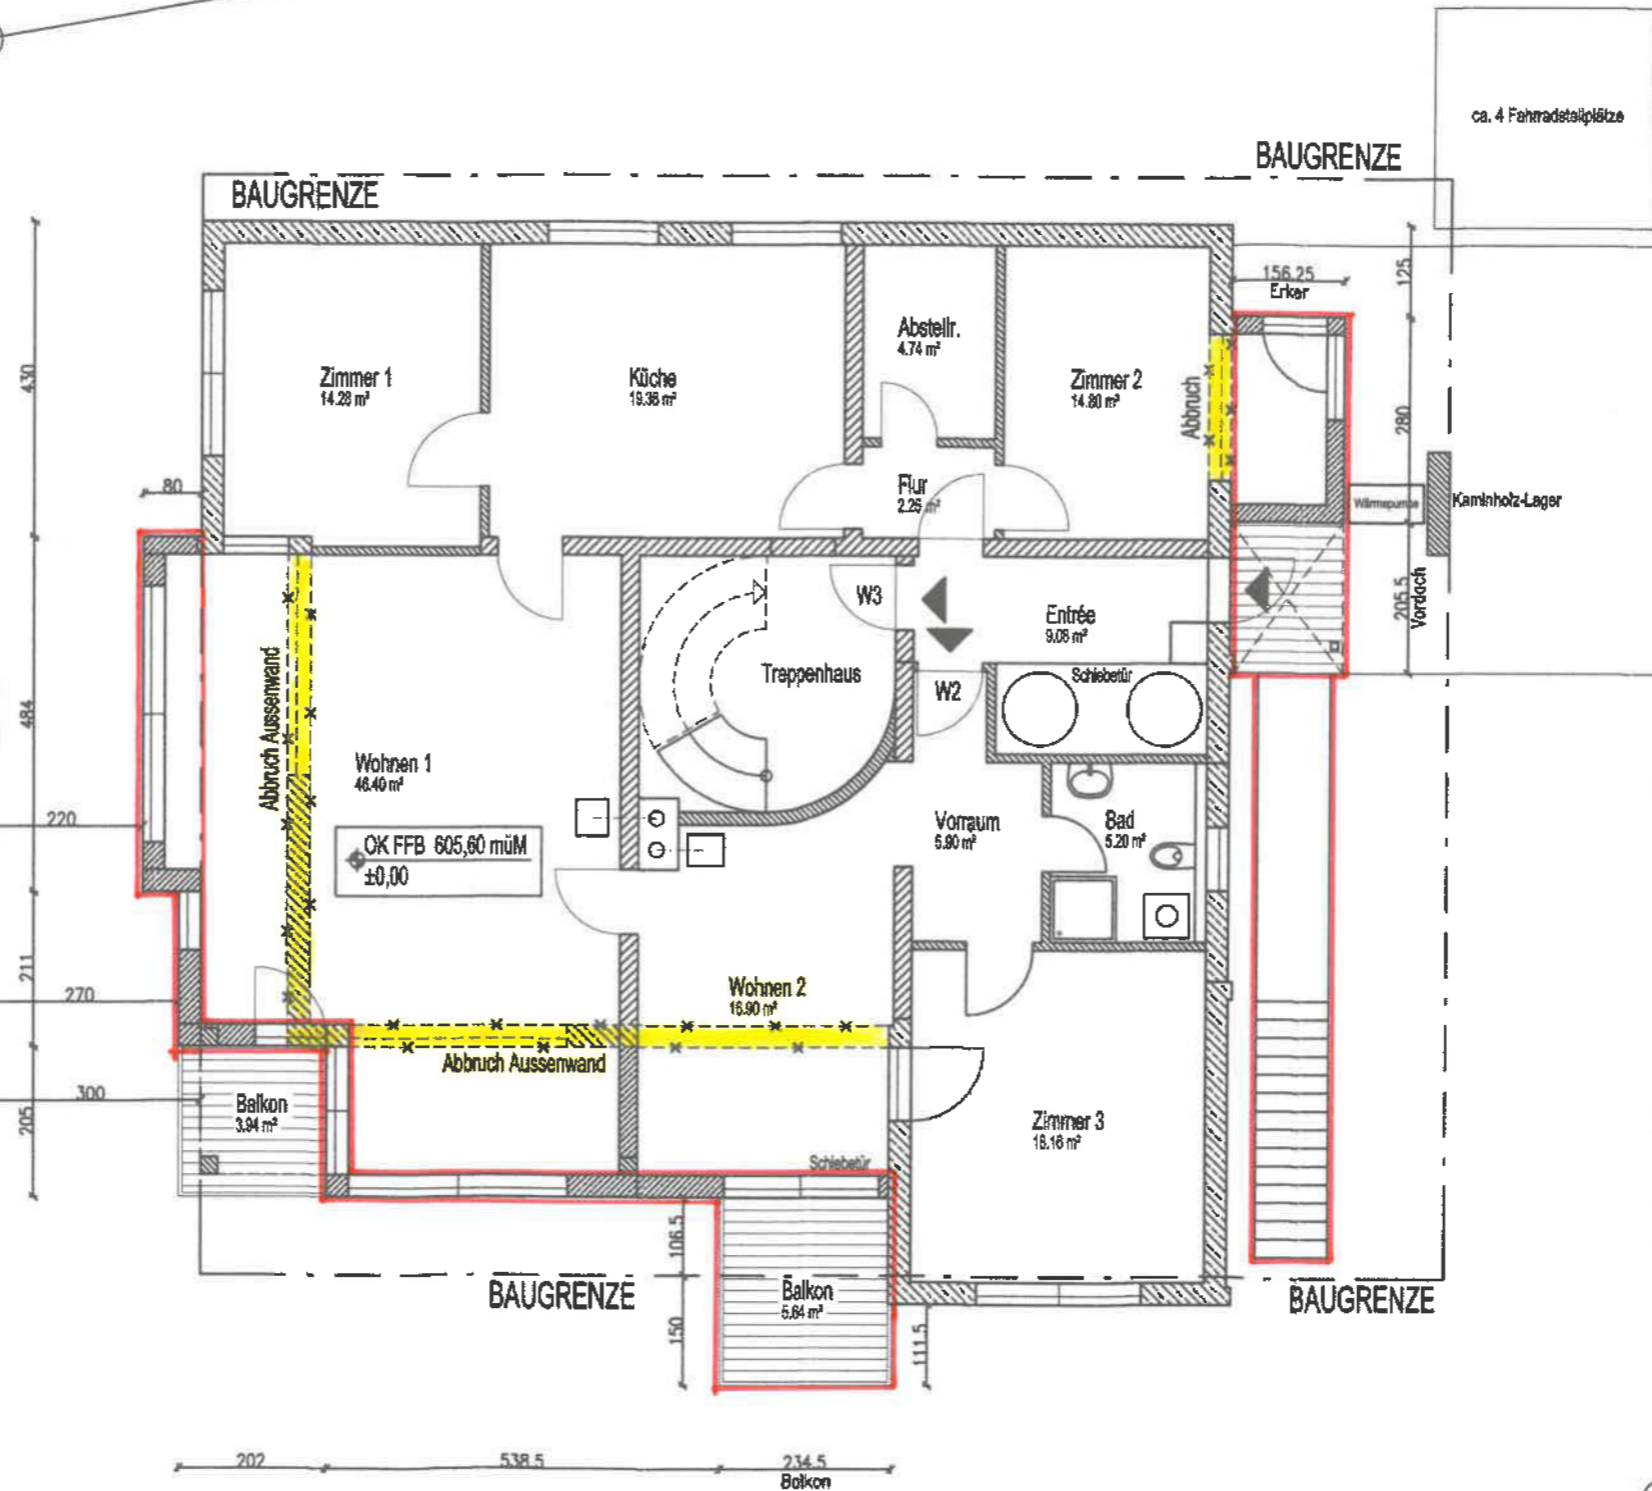 ca. 4 Fahrradstellplätze
BAUGRENZE
BAUGRENZE
156.25
Erker
125
Zimmer 1
14.28 m²
Küche
19.36 m²
Abstellr.
4.74 m²
Zimmer 2
14.80 m²
Abbruch
430
280
80
Flur
2.25 m²
Wärmepumpe
Kaminholz-Lager
W3
Entrée
9.08 m²
205.5
Vordach
Treppenhaus
W2
Schiebetür
Abbruch Aussenwand
484
Wohnen 1
46.40 m²
220
OK FFB 605,60 müM
±0,00
Vorraum
5.90 m²
Bad
5.20 m²
211
270
Wohnen 2
16.90 m²
Abbruch Aussenwand
300
205
Balkon
3.94 m²
Zimmer 3
18.16 m²
Schiebetür
106.5
BAUGRENZE
Balkon
5.64 m²
BAUGRENZE
150
111.5
202
538.5
234.5
Balkon